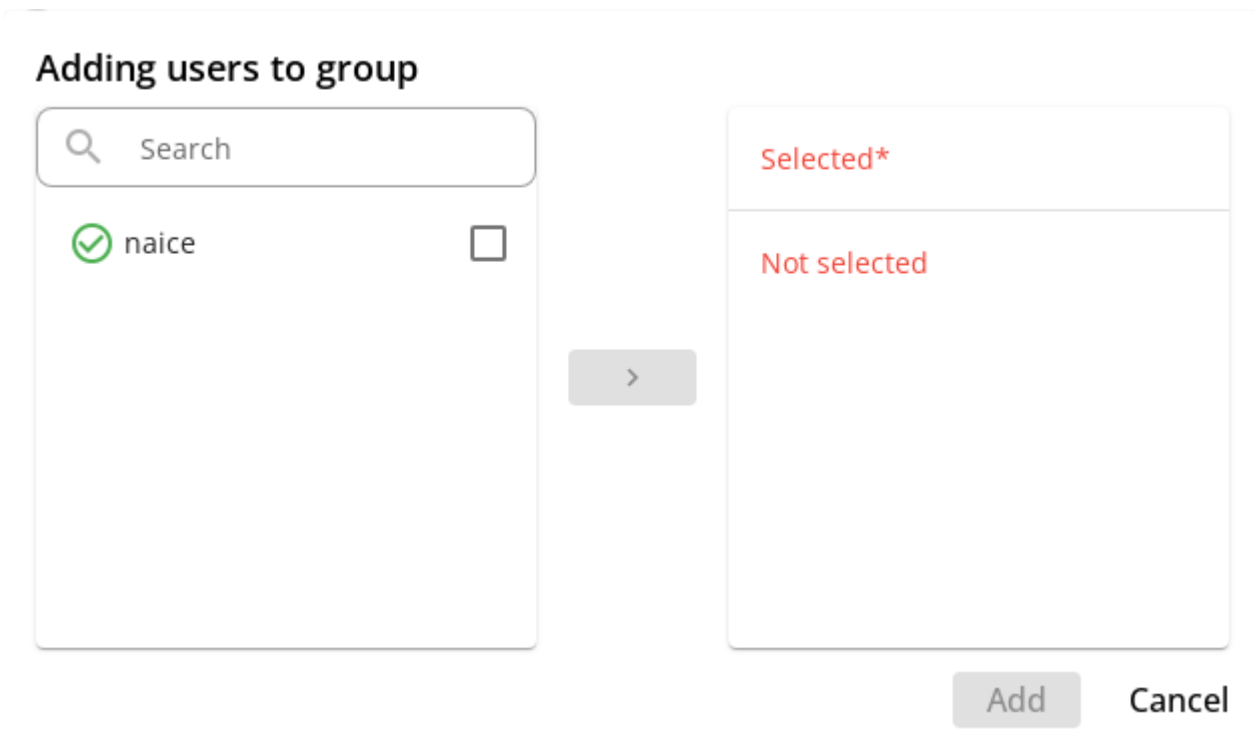 Adding users to group
Search
naice
Selected*
Not selected
Add
Cancel